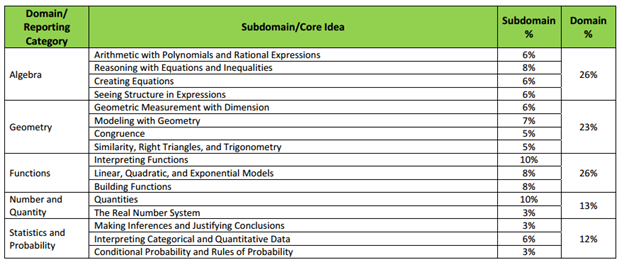 Domain/ Reporting Category Subdomain/Core Idea Subdomain % Domain %
Algebra
Arithmetic with Polynomials and Rational Expressions 6%
Reasoning with Equations and Inequalities 8%
Creating Equations 6%
Seeing Structure in Expressions 6%
26%
Geometry
Geometric Measurement with Dimension 6%
Modeling with Geometry 7%
Congruence 5%
Similarity, Right Triangles, and Trigonometry 5%
23%
Functions
Interpreting Functions 10%
Linear, Quadratic, and Exponential Models 8%
Building Functions 8%
26%
Number and Quantity
Quantities 10%
The Real Number System 3%
13%
Statistics and Probability
Making Inferences and Justifying Conclusions 3%
Interpreting Categorical and Quantitative Data 6%
Conditional Probability and Rules of Probability 3%
12%